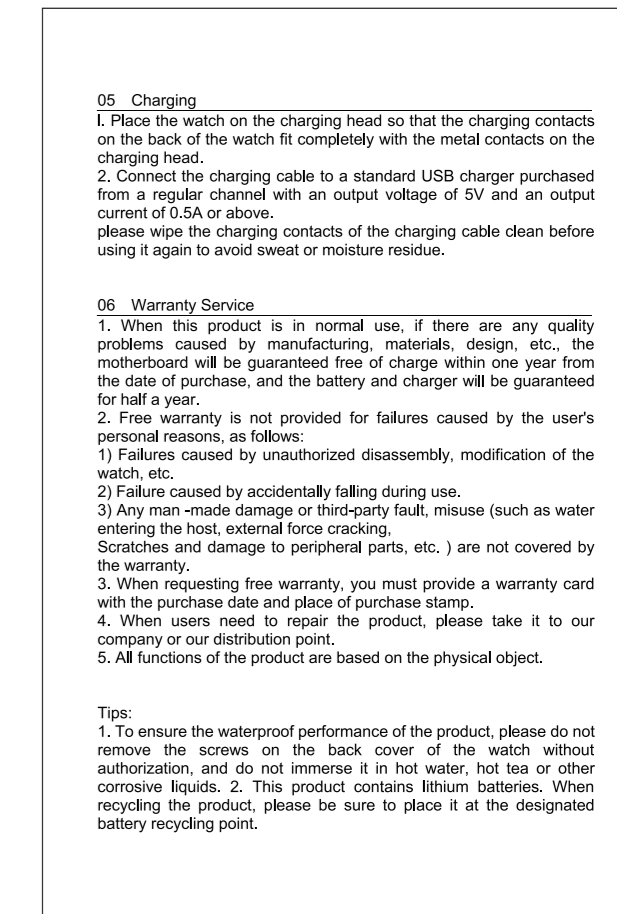 05 Charging
l. Place the watch on the charging head so that the charging contacts
on the back of the watch fit completely with the metal contacts on the
charging head.
2. Connect the charging cable to a standard USB charger purchased
from a regular channel with an output voltage of 5V and an output
current of 0.5A or above.
please wipe the charging contacts of the charging cable clean before
using it again to avoid sweat or moisture residue.
06 Warranty Service
1. When this product is in normal use, if there are any quality
problems caused by manufacturing, materials, design, etc., the
motherboard will be guaranteed free of charge within one year from
the date of purchase, and the battery and charger will be guaranteed
for half a year.
2. Free warranty is not provided for failures caused by the user's
personal reasons, as follows:
1) Failures caused by unauthorized disassembly, modification of the
watch, etc.
2) Failure caused by accidentally falling during use.
3) Any man -made damage or third-party fault, misuse (such as water
entering the host, external force cracking,
Scratches and damage to peripheral parts, etc. ) are not covered by
the warranty.
3. When requesting free warranty, you must provide a warranty card
with the purchase date and place of purchase stamp.
4. When users need to repair the product, please take it to our
company or our distribution point.
5. All functions of the product are based on the physical object.
Tips:
1. To ensure the waterproof performance of the product, please do not
remove the screws on the back cover of the watch without
authorization, and do not immerse it in hot water, hot tea or other
corrosive liquids. 2. This product contains lithium batteries. When
recycling the product, please be sure to place it at the designated
battery recycling point.